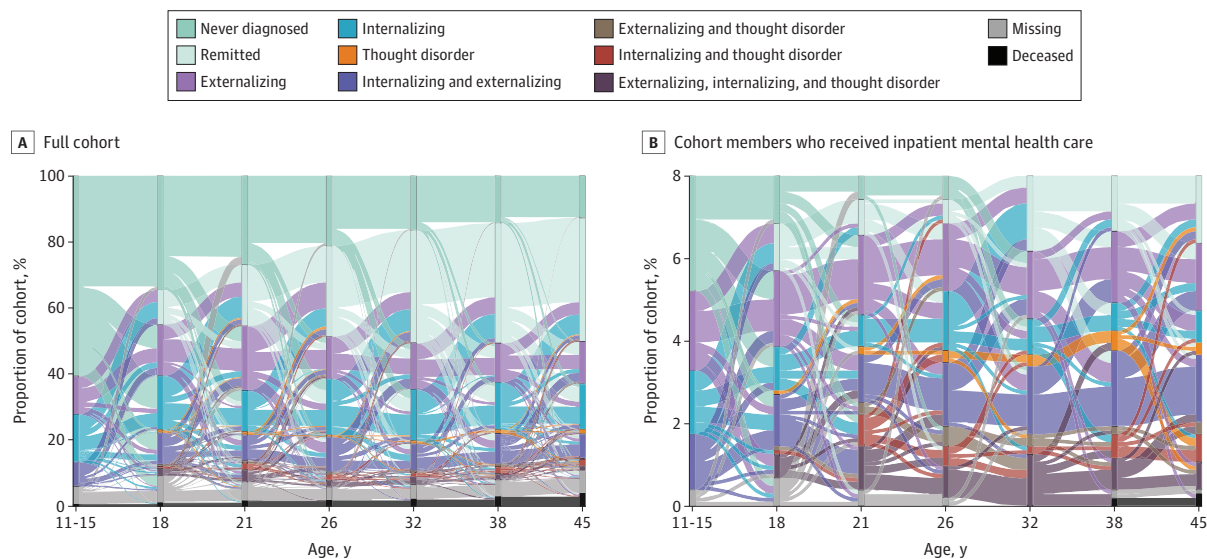 Never diagnosed
Remitted
Externalizing
Internalizing
Thought disorder
Internalizing and externalizing
Externalizing and thought disorder
Internalizing and thought disorder
Externalizing, internalizing, and thought disorder
Missing
Deceased
A Full cohort
Proportion of cohort, %
100
80
60
40
20
0
11-15 18 21 26 32 38 45
Age, y
B Cohort members who received inpatient mental health care
Proportion of cohort, %
8
6
4
2
0
11-15 18 21 26 32 38 45
Age, y